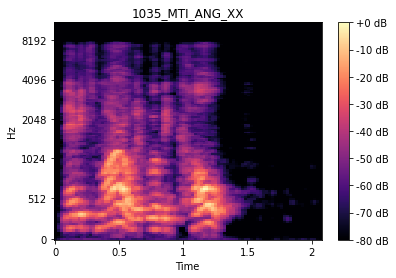 1035_MTI_ANG_XX
8192
4096
2048
1024
512
0
Hz
0
0.5
1
1.5
2
Time
+0 dB
-10 dB
-20 dB
-30 dB
-40 dB
-50 dB
-60 dB
-70 dB
-80 dB